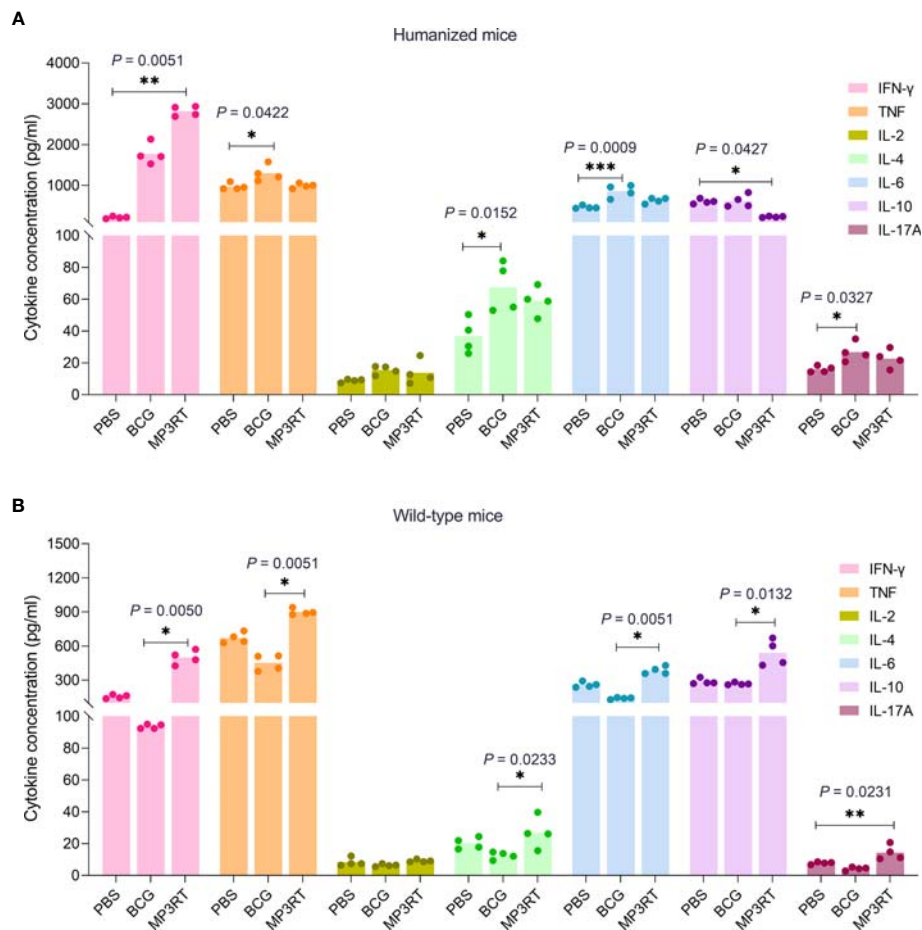 A
Humanized mice
Cytokine concentration (pg/ml)
4000
3000
2000
1000
100
80
60
40
20
0
P = 0.0051
**
P = 0.0422
*
P = 0.0152
*
P = 0.0009
***
P = 0.0427
*
P = 0.0327
*
IFN-γ
TNF
IL-2
IL-4
IL-6
IL-10
IL-17A
PBS BCG MP3RT PBS BCG MP3RT PBS BCG MP3RT PBS BCG MP3RT PBS BCG MP3RT PBS BCG MP3RT PBS BCG MP3RT
B
Wild-type mice
Cytokine concentration (pg/ml)
1500
1200
900
600
300
100
80
60
40
20
0
P = 0.0050
*
P = 0.0051
*
P = 0.0233
*
P = 0.0051
*
P = 0.0132
*
P = 0.0231
**
IFN-γ
TNF
IL-2
IL-4
IL-6
IL-10
IL-17A
PBS BCG MP3RT PBS BCG MP3RT PBS BCG MP3RT PBS BCG MP3RT PBS BCG MP3RT PBS BCG MP3RT PBS BCG MP3RT